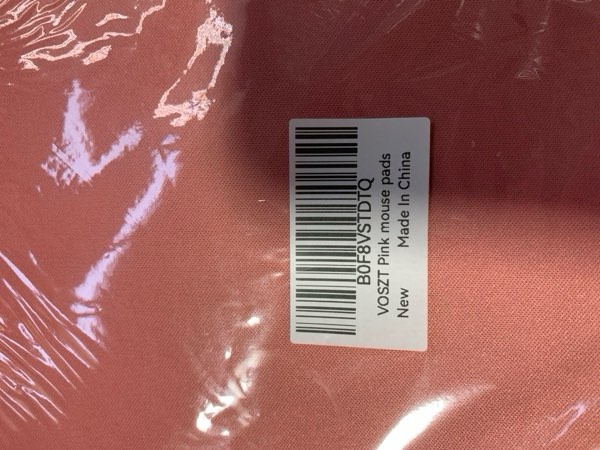 B0F8VSTDTQ
VOSZT Pink mouse pads
New Made In China